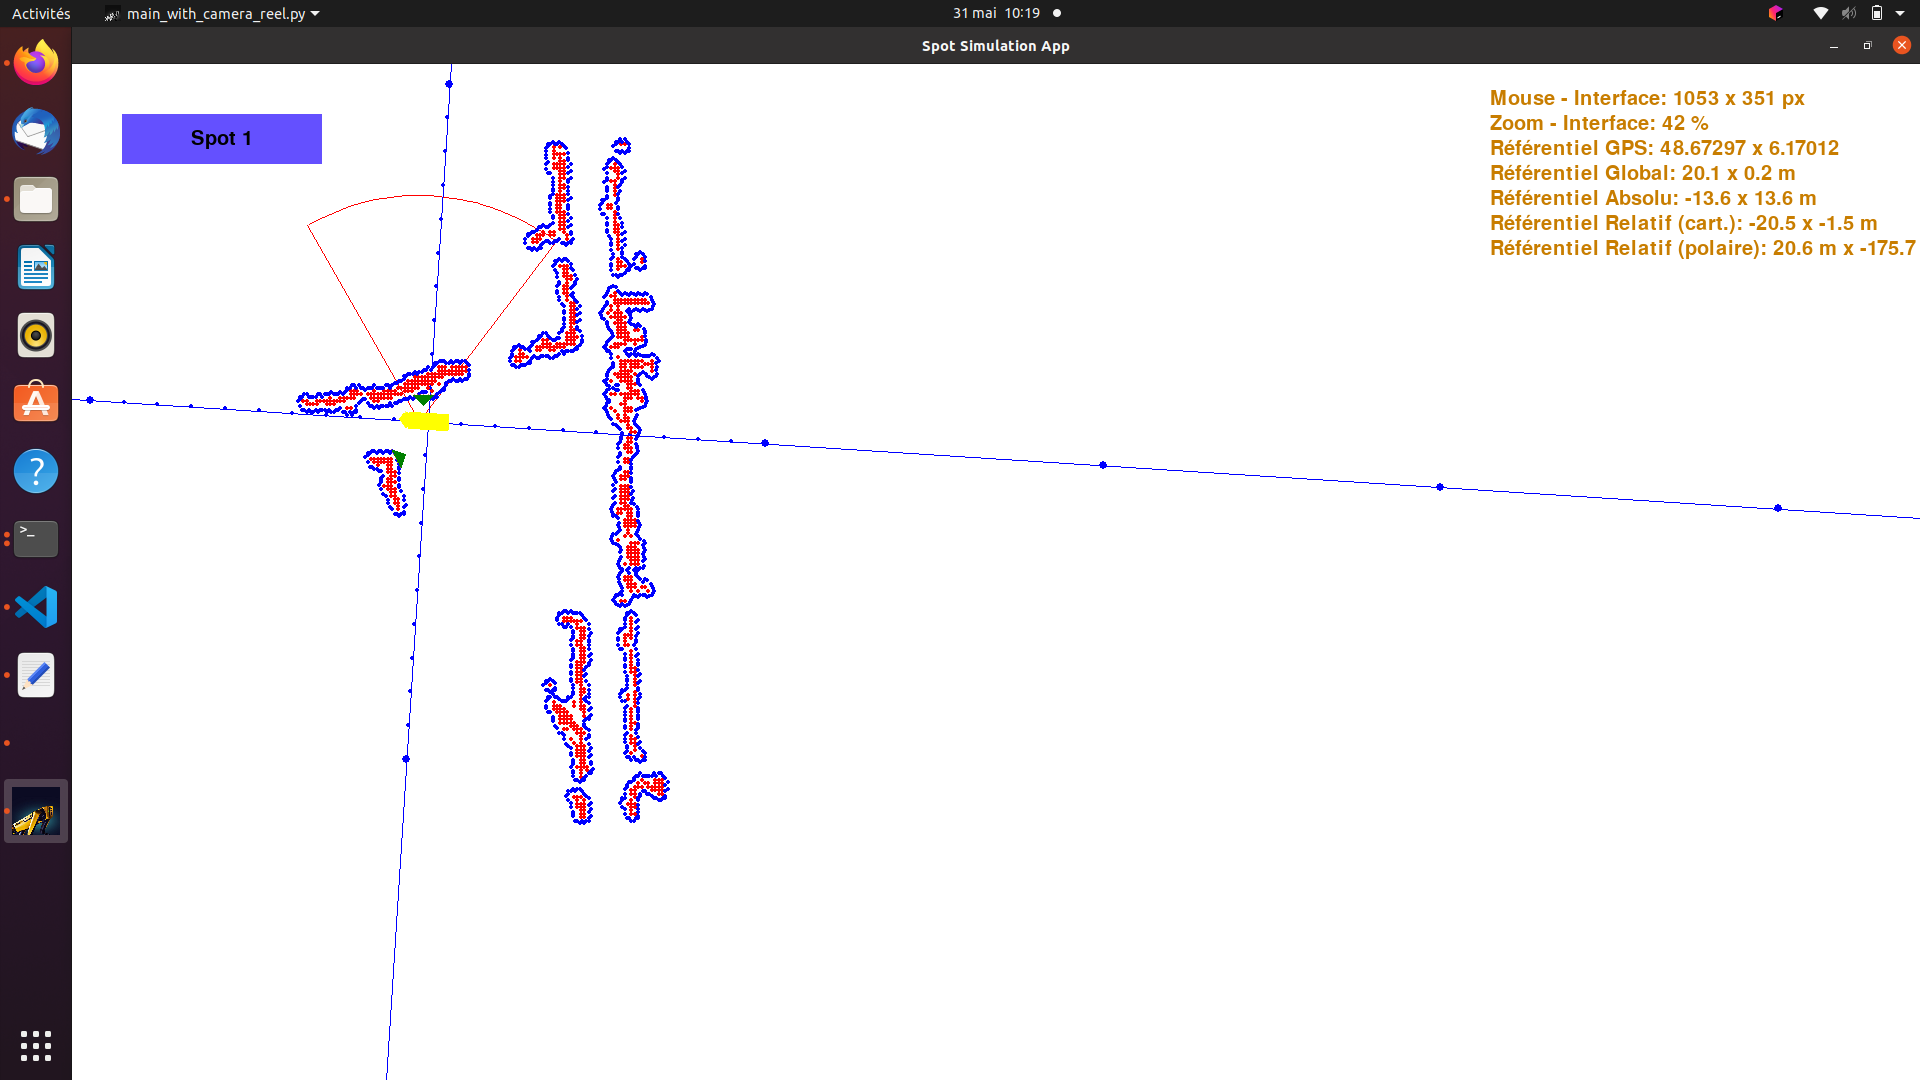 Activités
main_with_camera_reel.py
31 mai 10:19
Spot Simulation App
Spot 1
Mouse - Interface: 1053 x 351 px
Zoom - Interface: 42 %
Référentiel GPS: 48.67297 x 6.17012
Référentiel Global: 20.1 x 0.2 m
Référentiel Absolu: -13.6 x 13.6 m
Référentiel Relatif (cart.): -20.5 x -1.5 m
Référentiel Relatif (polaire): 20.6 m x -175.7